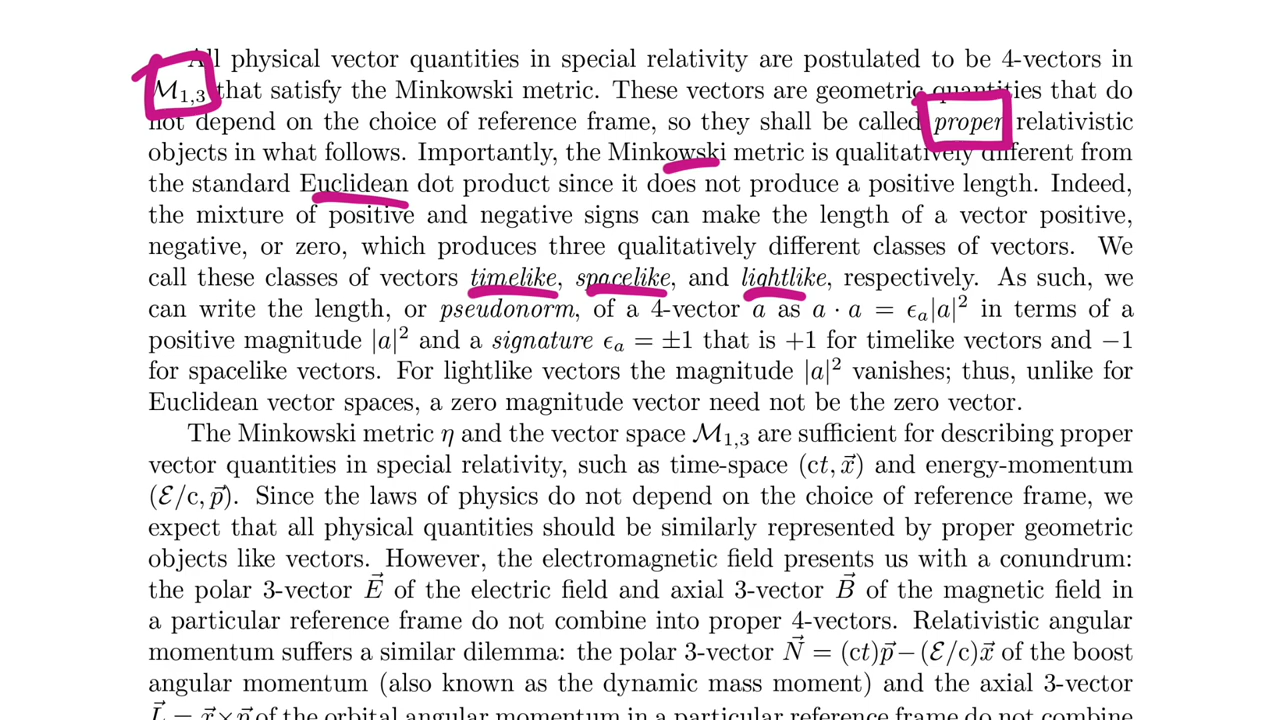 All physical vector quantities in special relativity are postulated to be 4-vectors in
ℳ₁,₃ that satisfy the Minkowski metric. These vectors are geometric quantities that do
not depend on the choice of reference frame, so they shall be called proper relativistic
objects in what follows. Importantly, the Minkowski metric is qualitatively different from
the standard Euclidean dot product since it does not produce a positive length. Indeed,
the mixture of positive and negative signs can make the length of a vector positive,
negative, or zero, which produces three qualitatively different classes of vectors. We
call these classes of vectors timelike, spacelike, and lightlike, respectively. As such, we
can write the length, or pseudonorm, of a 4-vector a as a · a = ϵₐ|a|² in terms of a
positive magnitude |a|² and a signature ϵₐ = ±1 that is +1 for timelike vectors and −1
for spacelike vectors. For lightlike vectors the magnitude |a|² vanishes; thus, unlike for
Euclidean vector spaces, a zero magnitude vector need not be the zero vector.
The Minkowski metric η and the vector space ℳ₁,₃ are sufficient for describing proper
vector quantities in special relativity, such as time-space (ct, x⃗) and energy-momentum
(ℰ/c, p⃗). Since the laws of physics do not depend on the choice of reference frame, we
expect that all physical quantities should be similarly represented by proper geometric
objects like vectors. However, the electromagnetic field presents us with a conundrum:
the polar 3-vector E⃗ of the electric field and axial 3-vector B⃗ of the magnetic field in
a particular reference frame do not combine into proper 4-vectors. Relativistic angular
momentum suffers a similar dilemma: the polar 3-vector N⃗ = (ct)p⃗ − (ℰ/c)x⃗ of the boost
angular momentum (also known as the dynamic mass moment) and the axial 3-vector
L⃗ = x⃗ × p⃗ of the orbital angular momentum in a particular reference frame do not combine